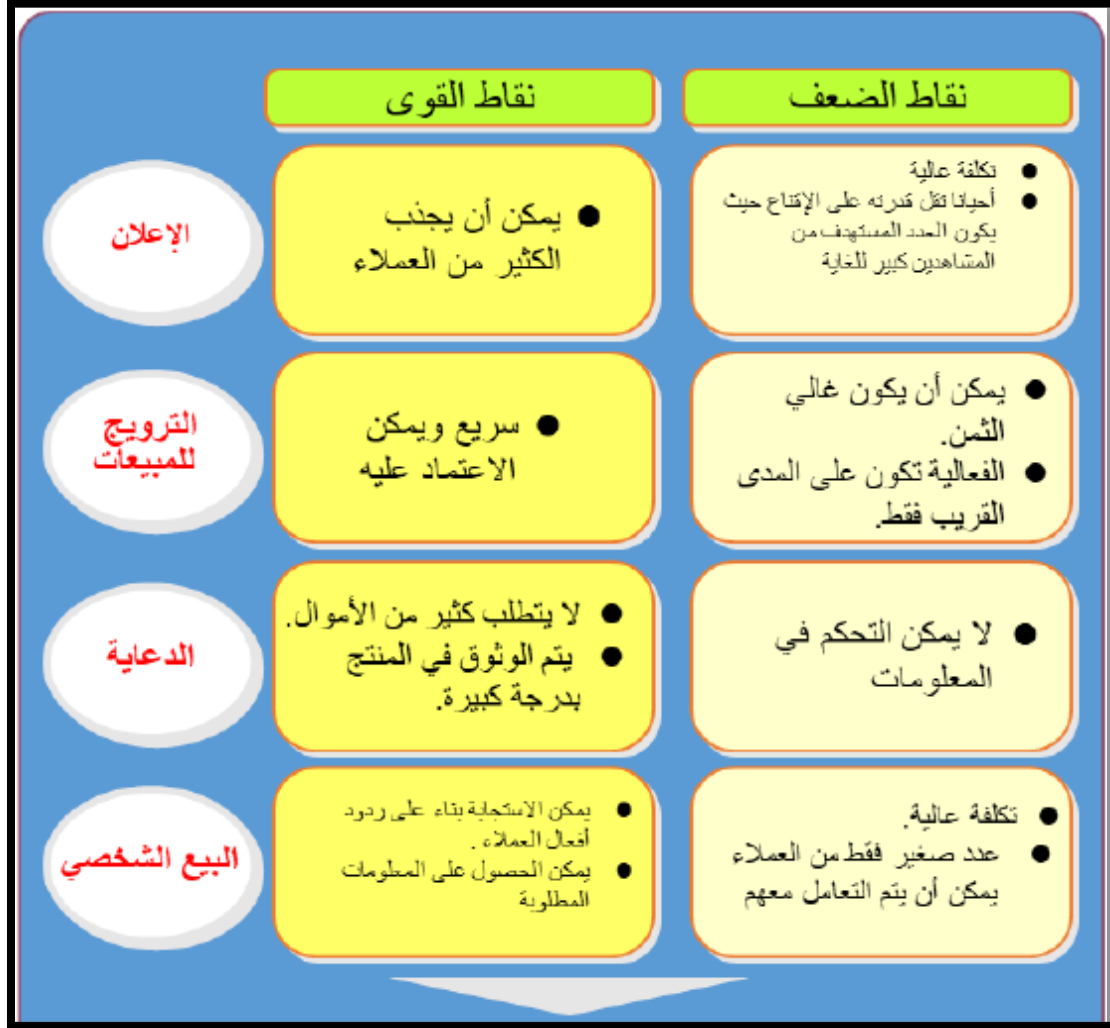 نقاط القوى
نقاط الضعف
الإعلان
● يمكن أن يجذب
الكثير من العملاء
● تكلفة عالية
● أحيانا تقل قدرته على الإقناع حيث
يكون العدد المستهدف من
المشاهدين كبير للغاية
الترويج
للمبيعات
● سريع ويمكن
الاعتماد عليه
● يمكن أن يكون غالي
الثمن.
● الفعالية تكون على المدى
القريب فقط.
الدعاية
● لا يتطلب كثير من الأموال.
● يتم الوثوق في المنتج
بدرجة كبيرة.
● لا يمكن التحكم في
المعلومات
البيع الشخصي
● يمكن الاستجابة بناء على ردود
أفعال العملاء .
● يمكن الحصول على المعلومات
المطلوبة
● تكلفة عالية.
● عدد صغير فقط من العملاء
يمكن أن يتم التعامل معهم